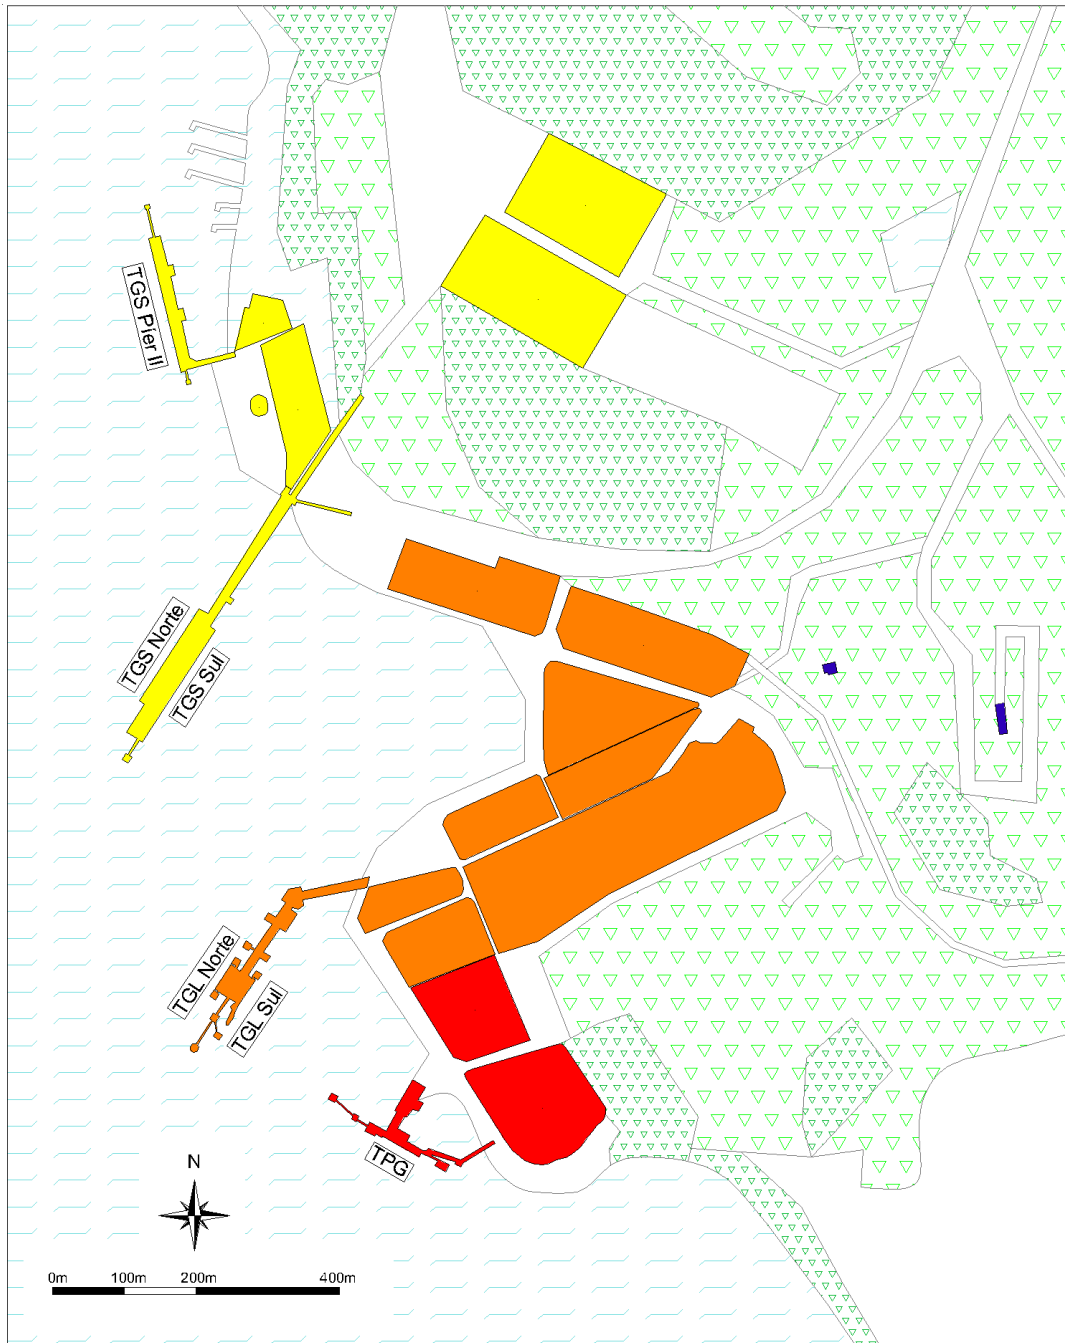 TGS Píer II
TGS Norte
TGS Sul
TGL Norte
TGL Sul
TPG
N
0m 100m 200m 400m